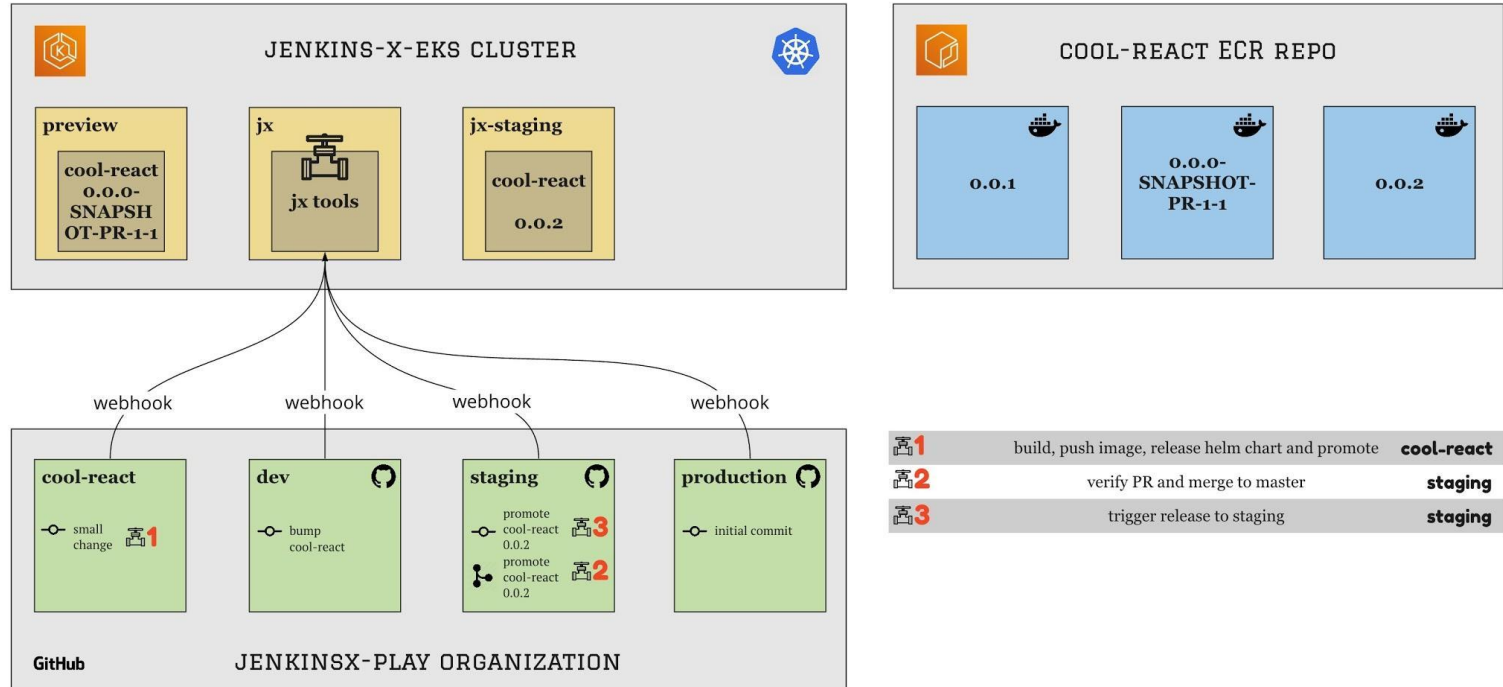 JENKINS-X-EKS CLUSTER
preview
cool-react
0.0.0-
SNAPSH
OT-PR-1-1
jx
jx tools
jx-staging
cool-react
0.0.2
COOL-REACT ECR REPO
0.0.1
0.0.0-
SNAPSHOT-
PR-1-1
0.0.2
webhook
webhook
webhook
webhook
cool-react
small
change
1
dev
bump
cool-react
staging
promote
cool-react
0.0.2
3
promote
cool-react
0.0.2
2
production
initial commit
GitHub
JENKINSX-PLAY ORGANIZATION
1 build, push image, release helm chart and promote cool-react
2 verify PR and merge to master staging
3 trigger release to staging staging